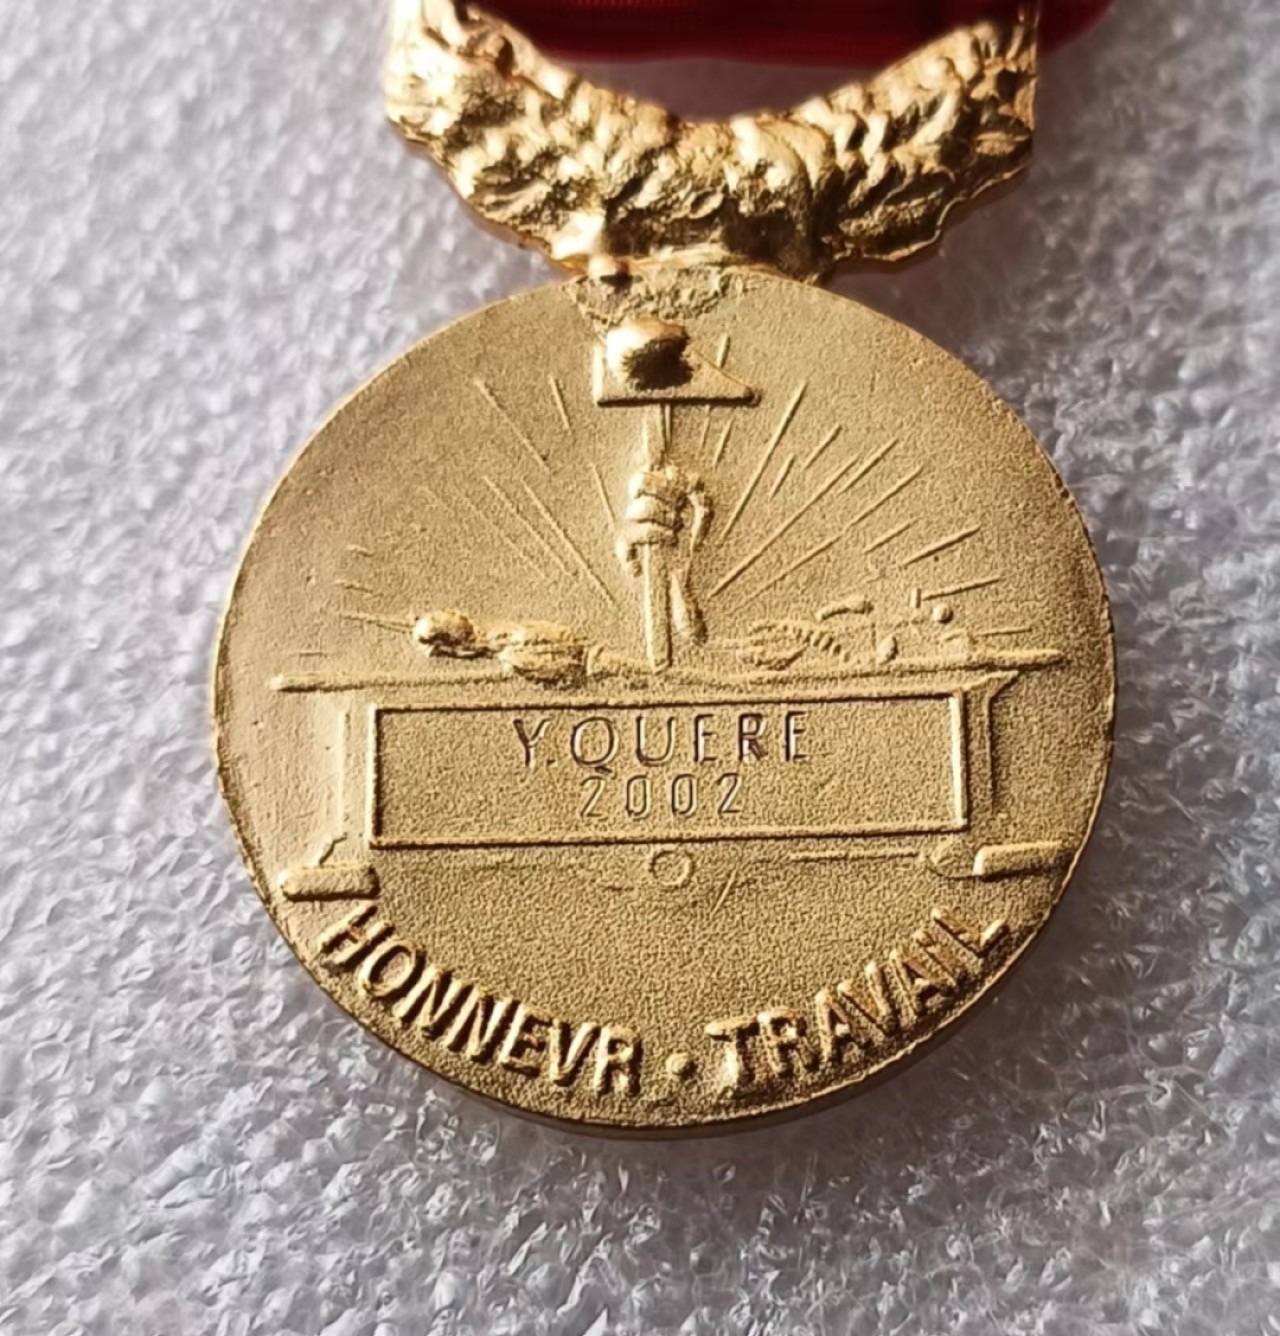 Y.QUERE
2002
HONNEVR • TRAVAIL